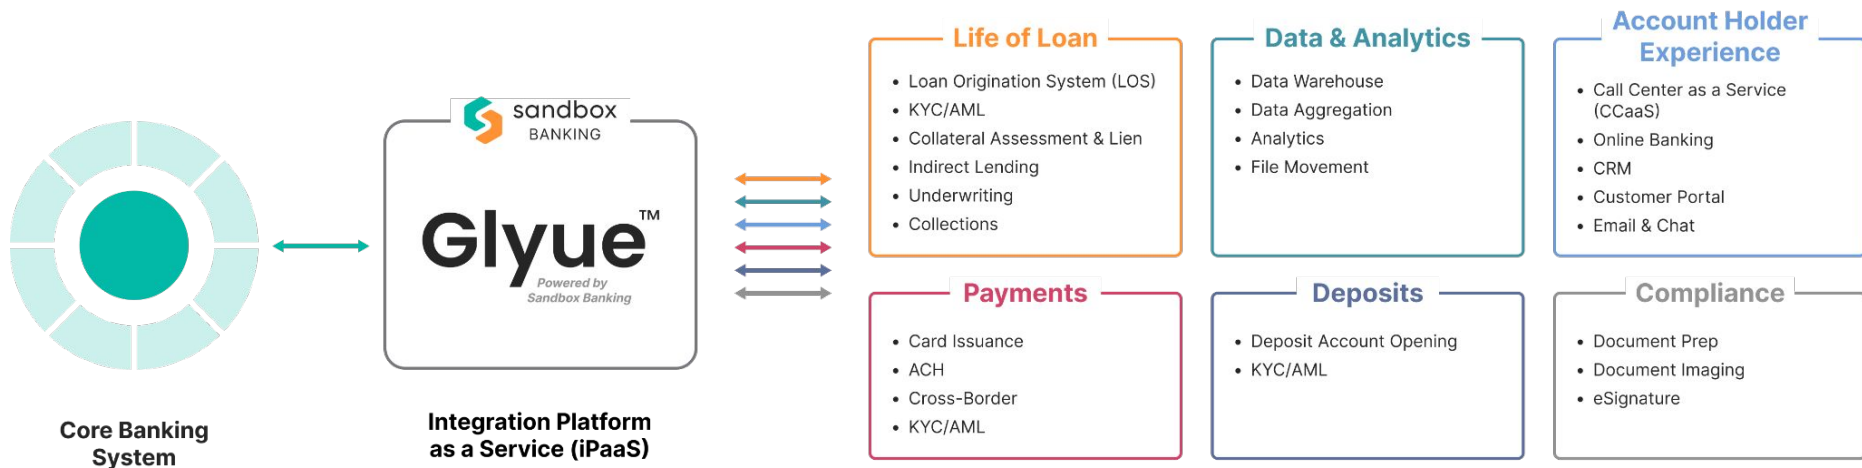 Core Banking
System
sandbox
BANKING
Glyue™
Powered by
Sandbox Banking
Integration Platform
as a Service (iPaaS)
Life of Loan
• Loan Origination System (LOS)
• KYC/AML
• Collateral Assessment & Lien
• Indirect Lending
• Underwriting
• Collections
Data & Analytics
• Data Warehouse
• Data Aggregation
• Analytics
• File Movement
Account Holder
Experience
• Call Center as a Service
(CCaaS)
• Online Banking
• CRM
• Customer Portal
• Email & Chat
Payments
• Card Issuance
• ACH
• Cross-Border
• KYC/AML
Deposits
• Deposit Account Opening
• KYC/AML
Compliance
• Document Prep
• Document Imaging
• eSignature